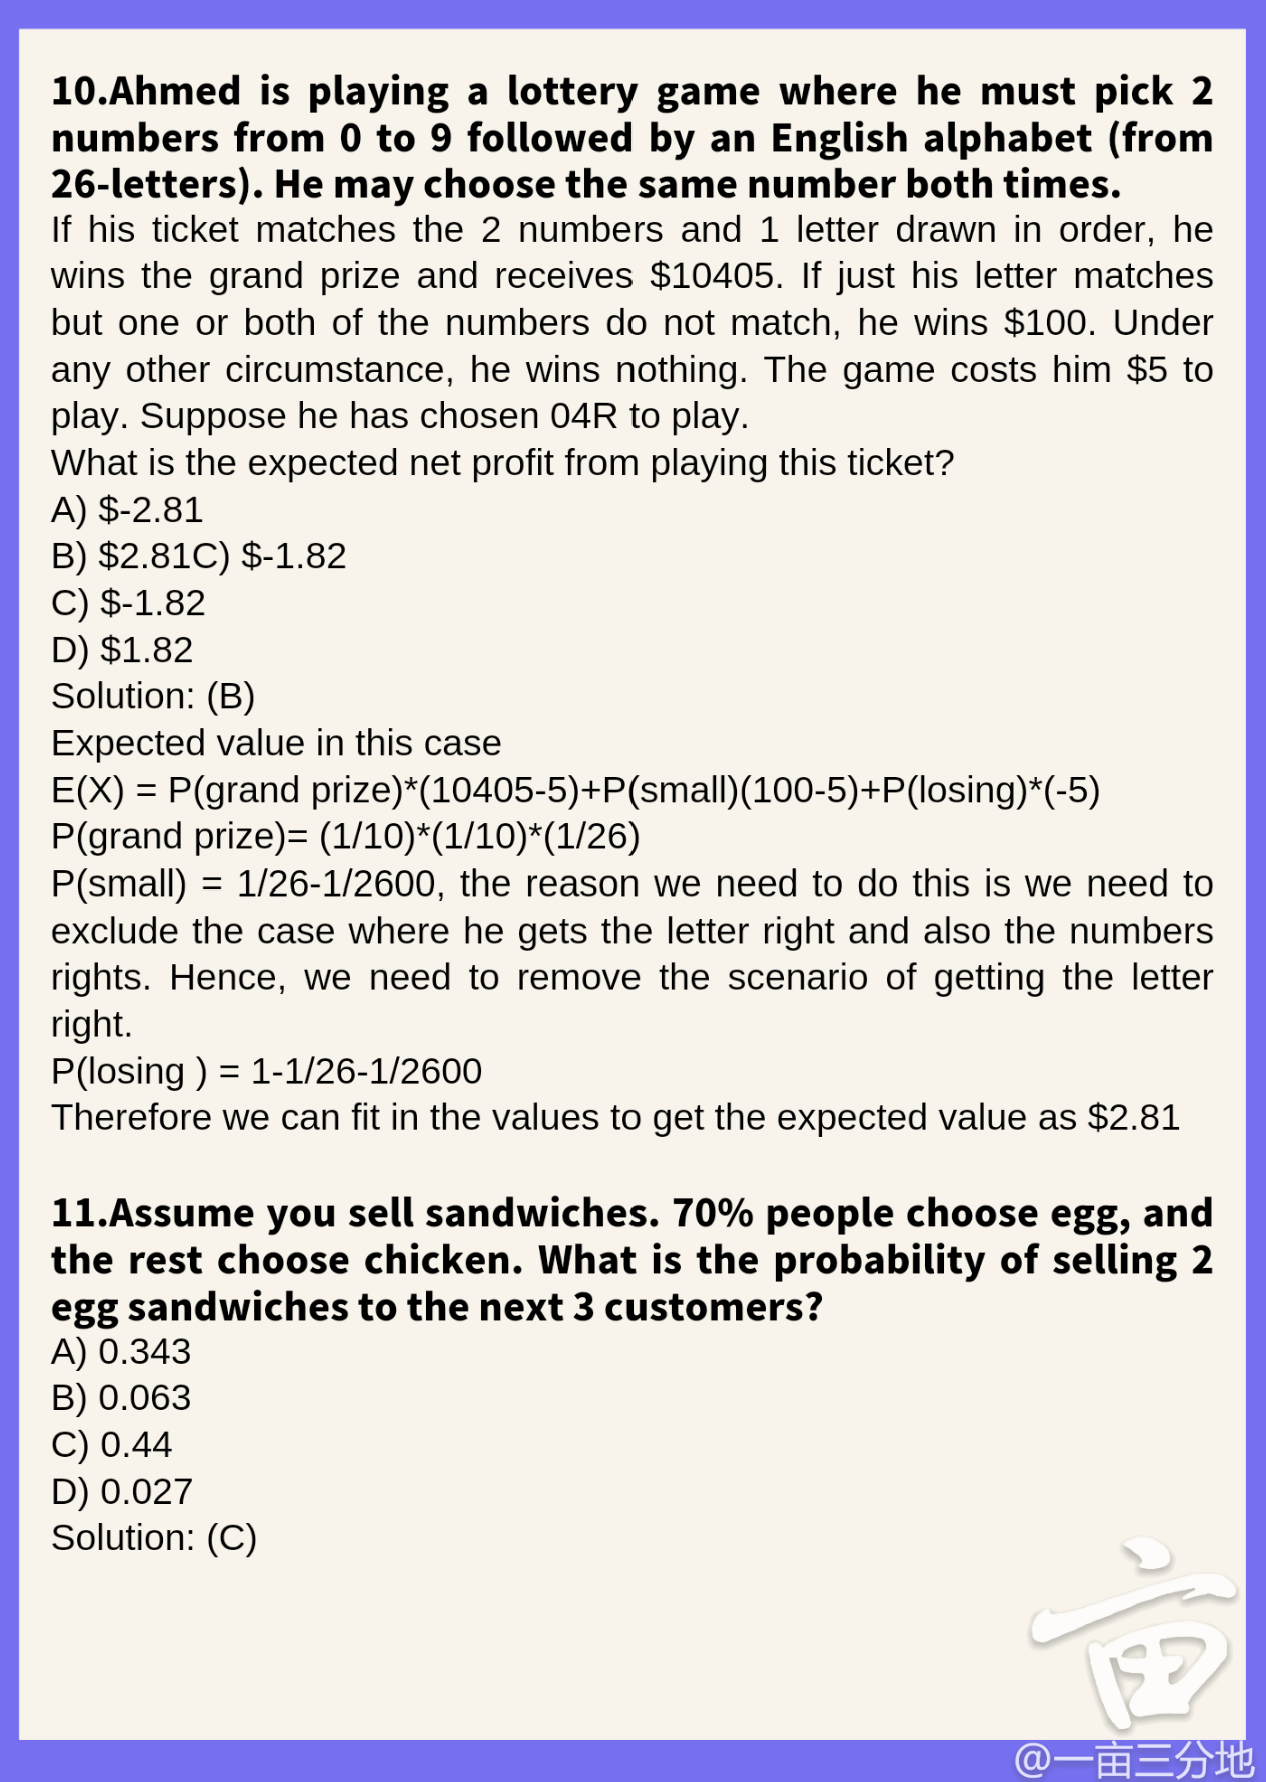 10.Ahmed is playing a lottery game where he must pick 2
numbers from 0 to 9 followed by an English alphabet (from
26-letters). He may choose the same number both times.
If his ticket matches the 2 numbers and 1 letter drawn in order, he
wins the grand prize and receives $10405. If just his letter matches
but one or both of the numbers do not match, he wins $100. Under
any other circumstance, he wins nothing. The game costs him $5 to
play. Suppose he has chosen 04R to play.
What is the expected net profit from playing this ticket?
A) $-2.81
B) $2.81C) $-1.82
C) $-1.82
D) $1.82
Solution: (B)
Expected value in this case
E(X) = P(grand prize)*(10405-5)+P(small)(100-5)+P(losing)*(-5)
P(grand prize)= (1/10)*(1/10)*(1/26)
P(small) = 1/26-1/2600, the reason we need to do this is we need to
exclude the case where he gets the letter right and also the numbers
rights. Hence, we need to remove the scenario of getting the letter
right.
P(losing ) = 1-1/26-1/2600
Therefore we can fit in the values to get the expected value as $2.81
11.Assume you sell sandwiches. 70% people choose egg, and
the rest choose chicken. What is the probability of selling 2
egg sandwiches to the next 3 customers?
A) 0.343
B) 0.063
C) 0.44
D) 0.027
Solution: (C)
亩
@一亩三分地